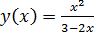 y(x) = x²/(3−2x)